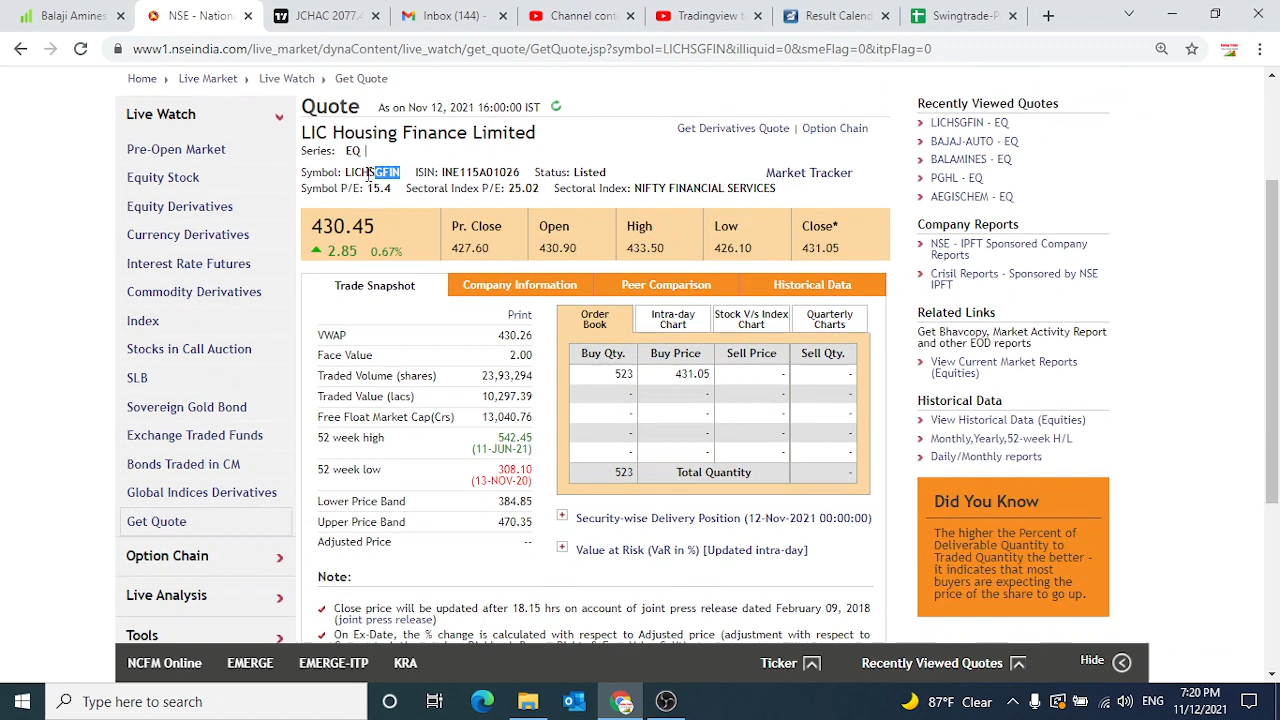 Balaji Amines
NSE - National
JCHAC 2077.4
Inbox (144)
Channel cont
Tradingview t
Result Calend
Swingtrade-P
www1.nseindia.com/live_market/dynaContent/live_watch/get_quote/GetQuote.jsp?symbol=LICHSGFIN&illiquid=0&smeFlag=0&itpFlag=0
Home Live Market Live Watch Get Quote
Live Watch
Pre-Open Market
Equity Stock
Equity Derivatives
Currency Derivatives
Interest Rate Futures
Commodity Derivatives
Index
Stocks in Call Auction
SLB
Sovereign Gold Bond
Exchange Traded Funds
Bonds Traded in CM
Global Indices Derivatives
Get Quote
Option Chain
Live Analysis
Tools
Quote As on Nov 12, 2021 16:00:00 IST
LIC Housing Finance Limited
Get Derivatives Quote | Option Chain
Series: EQ |
Symbol: LICHSGFIN ISIN: INE115A01026 Status: Listed
Market Tracker
Symbol P/E: 15.4 Sectoral Index P/E: 25.02 Sectoral Index: NIFTY FINANCIAL SERVICES
430.45 Pr. Close Open High Low Close*
2.85 0.67% 427.60 430.90 433.50 426.10 431.05
Trade Snapshot Company Information Peer Comparison Historical Data
Print
VWAP 430.26
Face Value 2.00
Traded Volume (shares) 23,93,294
Traded Value (lacs) 10,297.39
Free Float Market Cap(Crs) 13,040.76
52 week high 542.45
(11-JUN-21)
52 week low 308.10
(13-NOV-20)
Lower Price Band 384.85
Upper Price Band 470.35
Adjusted Price --
Order Book
Intra-day Chart
Stock V/s Index Chart
Quarterly Charts
Buy Qty. Buy Price Sell Price Sell Qty.
523 431.05 - -
- - - -
- - - -
- - - -
- - - -
523 Total Quantity -
Security-wise Delivery Position (12-Nov-2021 00:00:00)
Value at Risk (VaR in %) [Updated intra-day]
Note:
Close price will be updated after 18.15 hrs on account of joint press release dated February 09, 2018
(joint press release)
On Ex-Date, the % change is calculated with respect to Adjusted price (adjustment with respect to
Recently Viewed Quotes
LICHSGFIN - EQ
BAJAJ-AUTO - EQ
BALAMINES - EQ
PGHL - EQ
AEGISCHEM - EQ
Company Reports
NSE - IPFT Sponsored Company
Reports
Crisil Reports - Sponsored by NSE
IPFT
Related Links
Get Bhavcopy, Market Activity Report
and other EOD reports
View Current Market Reports
(Equities)
Historical Data
View Historical Data (Equities)
Monthly,Yearly,52-week H/L
Daily/Monthly reports
Did You Know
The higher the Percent of
Deliverable Quantity to
Traded Quantity the better -
it indicates that most
buyers are expecting the
price of the share to go up.
NCFM Online EMERGE EMERGE-ITP KRA Ticker Recently Viewed Quotes Hide
Type here to search
87°F Clear
ENG
7:20 PM
11/12/2021